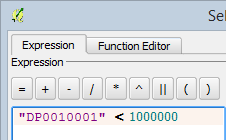 Sel
Expression Function Editor
Expression
= + - / * ^ || ( )
"DP0010001" < 1000000